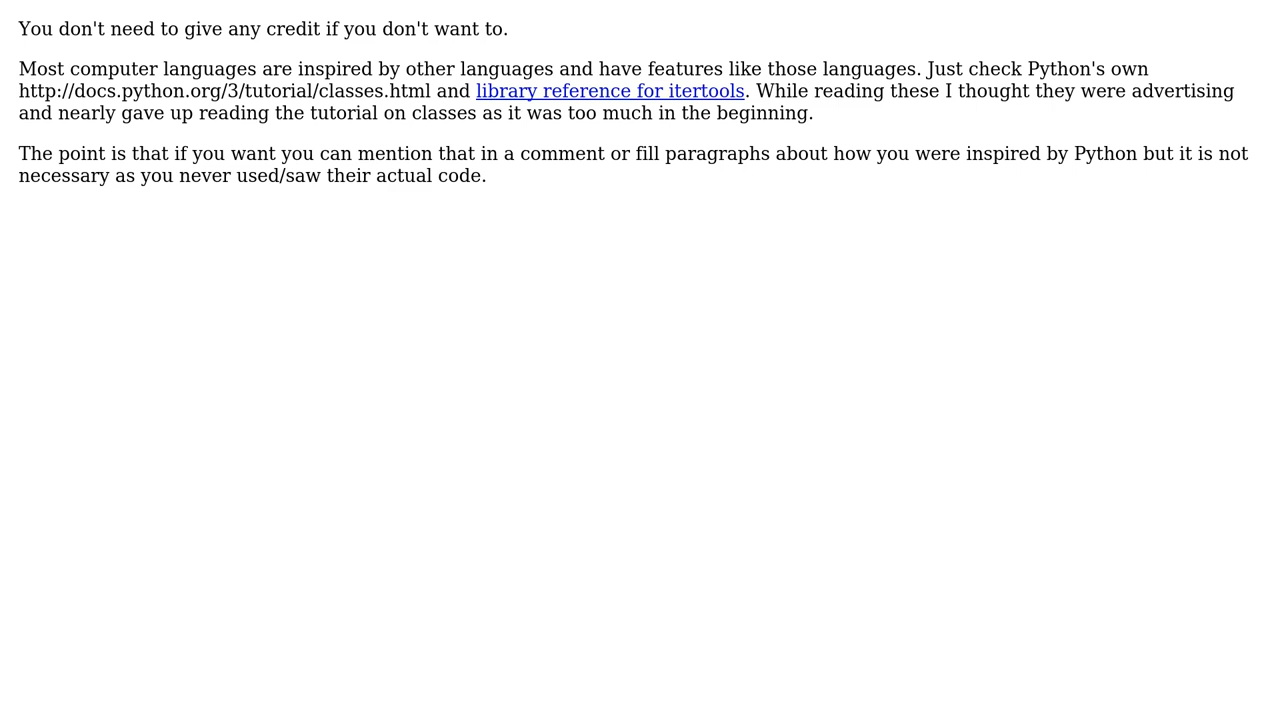 You don't need to give any credit if you don't want to.
Most computer languages are inspired by other languages and have features like those languages. Just check Python's own
http://docs.python.org/3/tutorial/classes.html and library reference for itertools. While reading these I thought they were advertising
and nearly gave up reading the tutorial on classes as it was too much in the beginning.
The point is that if you want you can mention that in a comment or fill paragraphs about how you were inspired by Python but it is not
necessary as you never used/saw their actual code.